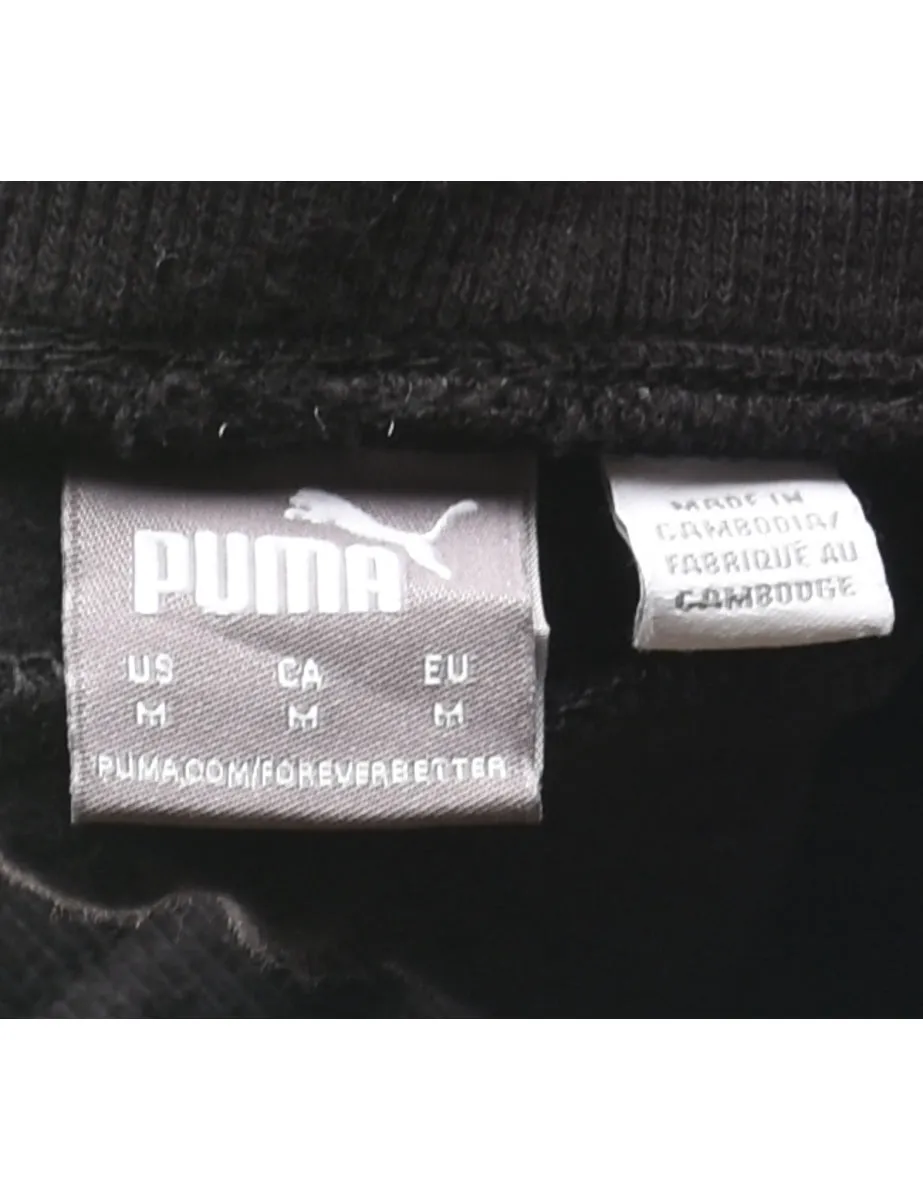 PUMA
US CA EU
M M M
PUMA.COM/FOREVERBETTER
MADE IN
CAMBODIA/
FABRIQUÉ AU
CAMBODGE